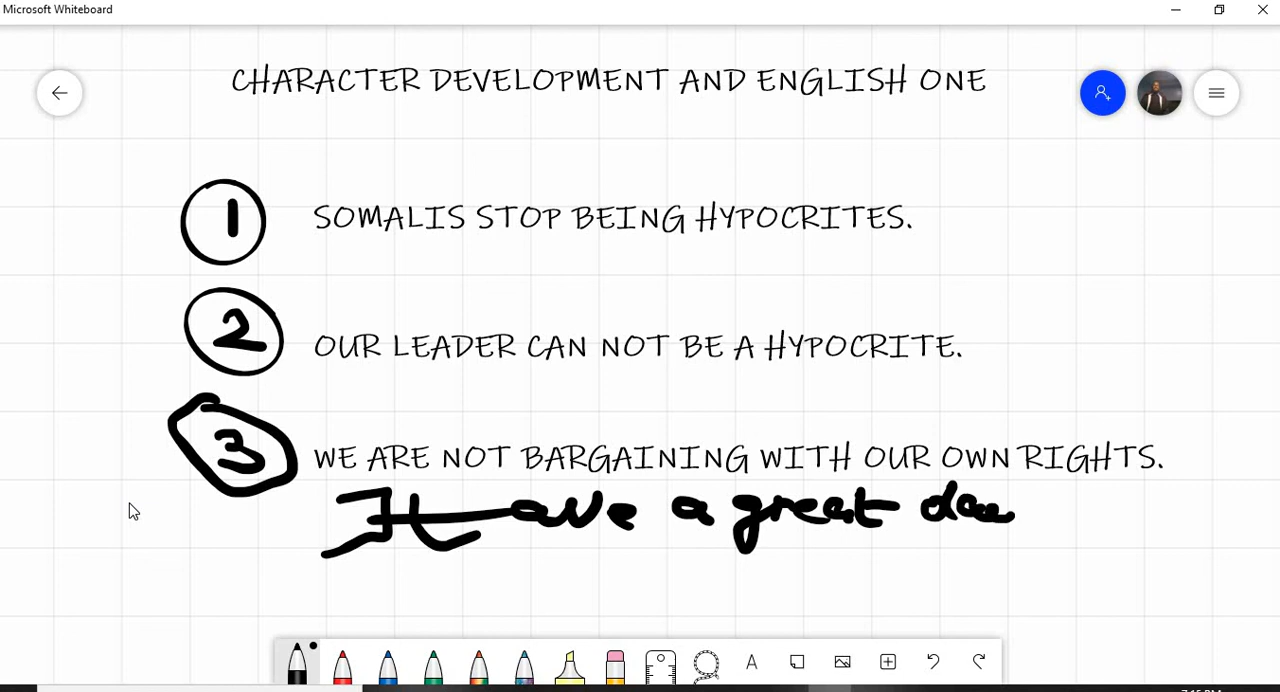 Microsoft Whiteboard
CHARACTER DEVELOPMENT AND ENGLISH ONE
1 SOMALIS STOP BEING HYPOCRITES.
2 OUR LEADER CAN NOT BE A HYPOCRITE.
3 WE ARE NOT BARGAINING WITH OUR OWN RIGHTS.
Have a great
A